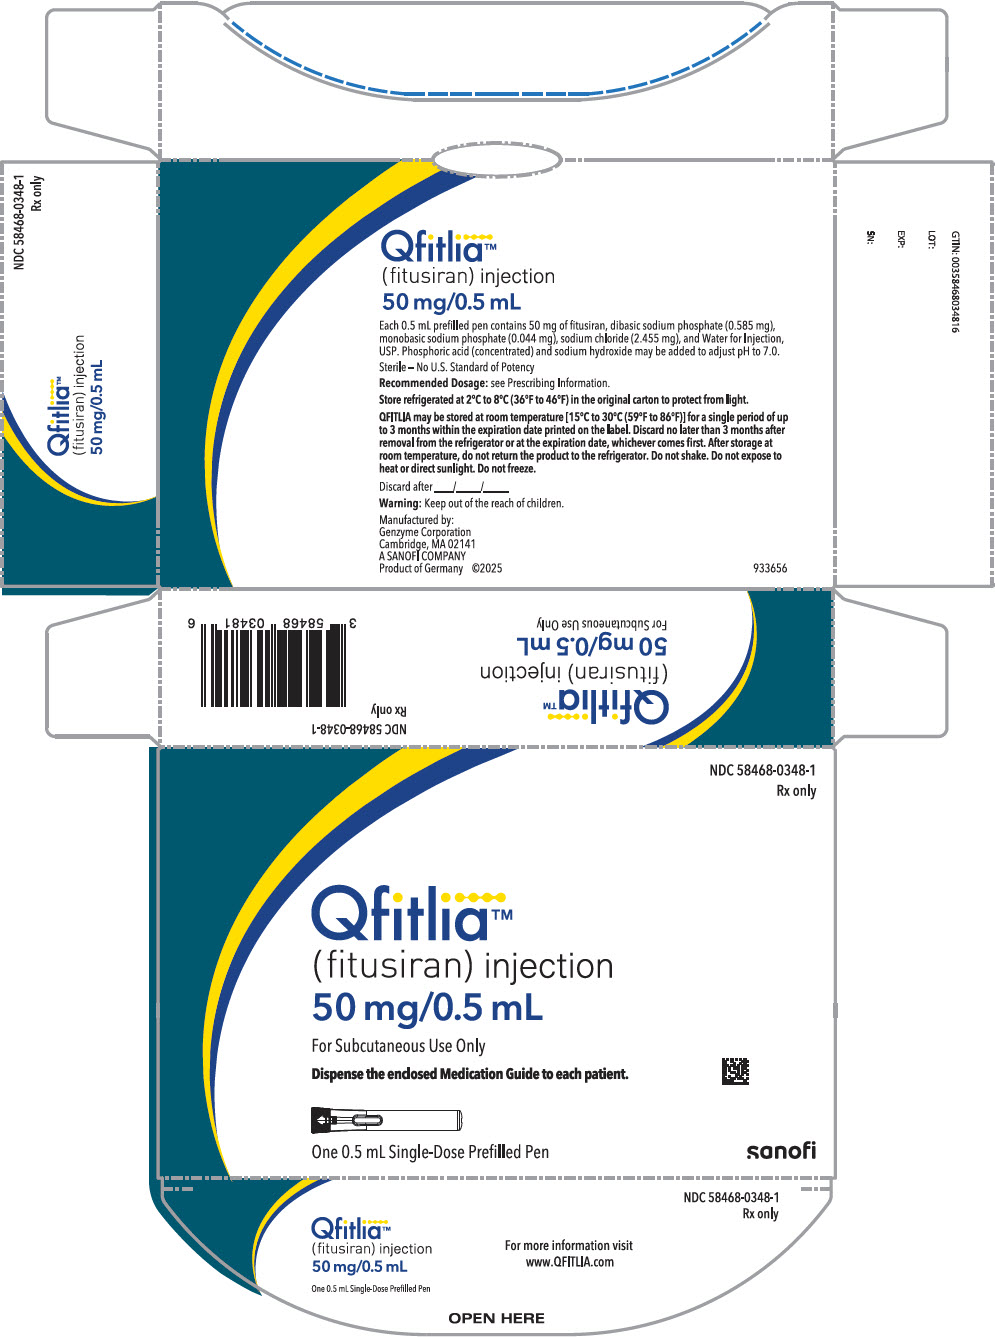 NDC 58468-0348-1
Rx only
Qfitlia™
(fitusiran) injection
50 mg/0.5 mL
Qfitlia™
(fitusiran) injection
50 mg/0.5 mL
Each 0.5 mL prefilled pen contains 50 mg of fitusiran, dibasic sodium phosphate (0.585 mg),
monobasic sodium phosphate (0.044 mg), sodium chloride (2.455 mg), and Water for Injection,
USP. Phosphoric acid (concentrated) and sodium hydroxide may be added to adjust pH to 7.0.
Sterile – No U.S. Standard of Potency
Recommended Dosage: see Prescribing Information.
Store refrigerated at 2°C to 8°C (36°F to 46°F) in the original carton to protect from light.
QFITLIA may be stored at room temperature [15°C to 30°C (59°F to 86°F)] for a single period of up
to 3 months within the expiration date printed on the label. Discard no later than 3 months after
removal from the refrigerator or at the expiration date, whichever comes first. After storage at
room temperature, do not return the product to the refrigerator. Do not shake. Do not expose to
heat or direct sunlight. Do not freeze.
Discard after ____/____/____
Warning: Keep out of the reach of children.
Manufactured by:
Genzyme Corporation
Cambridge, MA 02141
A SANOFI COMPANY
Product of Germany ©2025
933656
GTIN: 00358468034816
LOT:
EXP:
SN:
NDC 58468-0348-1
Rx only
3 58468 03481 6
Qfitlia™
(fitusiran) injection
50 mg/0.5 mL
For Subcutaneous Use Only
NDC 58468-0348-1
Rx only
Qfitlia™
(fitusiran) injection
50 mg/0.5 mL
For Subcutaneous Use Only
Dispense the enclosed Medication Guide to each patient.
One 0.5 mL Single-Dose Prefilled Pen
sanofi
NDC 58468-0348-1
Rx only
Qfitlia™
(fitusiran) injection
50 mg/0.5 mL
One 0.5 mL Single-Dose Prefilled Pen
For more information visit
www.QFITLIA.com
OPEN HERE